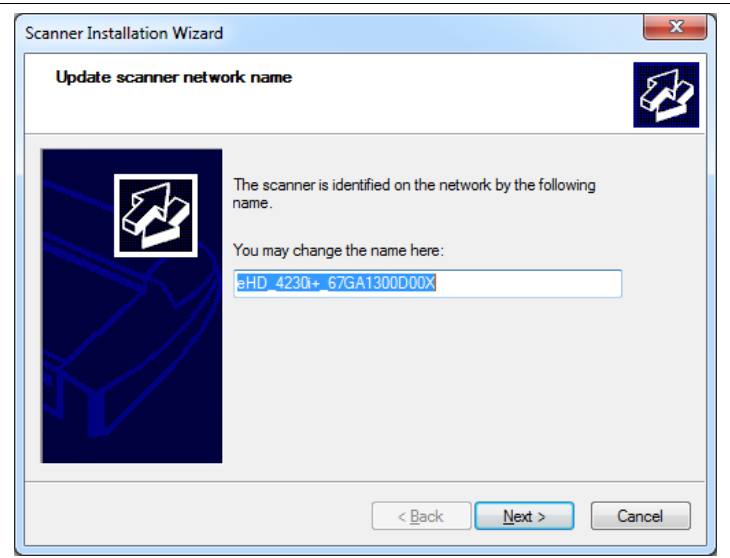 Scanner Installation Wizard
Update scanner network name
The scanner is identified on the network by the following
name.
You may change the name here:
eHD_4230i+_67GA1300D00X
< Back
Next >
Cancel